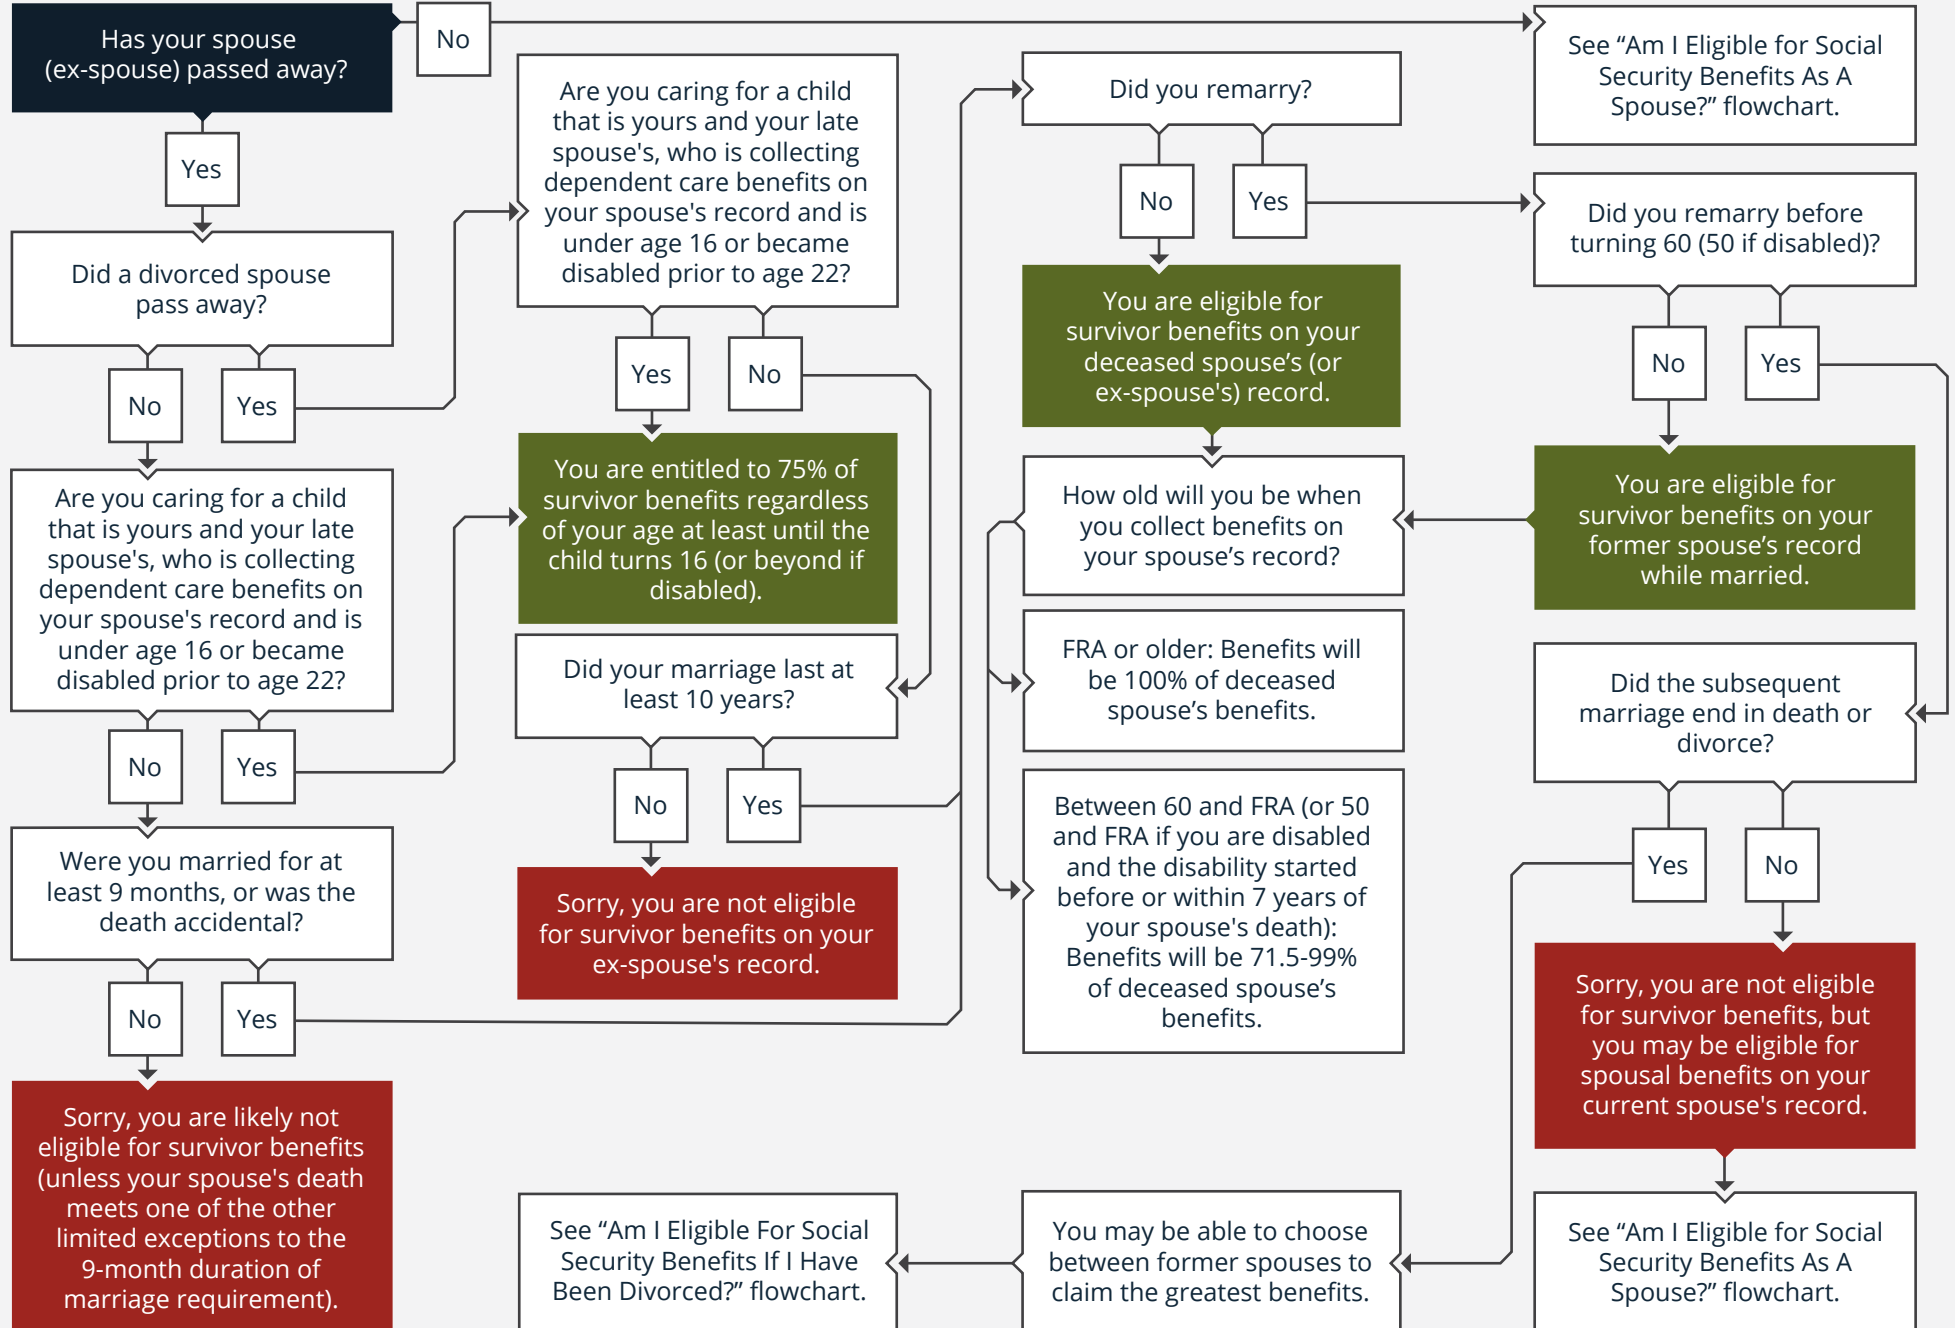 Has your spouse
(ex-spouse) passed away?
No
See “Am I Eligible for Social
Security Benefits As A
Spouse?” flowchart.
Yes
Did a divorced spouse
pass away?
No
Yes
Are you caring for a child
that is yours and your late
spouse's, who is collecting
dependent care benefits on
your spouse's record and is
under age 16 or became
disabled prior to age 22?
No
Yes
Were you married for at
least 9 months, or was the
death accidental?
No
Yes
Sorry, you are likely not
eligible for survivor benefits
(unless your spouse's death
meets one of the other
limited exceptions to the
9-month duration of
marriage requirement).
Are you caring for a child
that is yours and your late
spouse's, who is collecting
dependent care benefits on
your spouse's record and is
under age 16 or became
disabled prior to age 22?
Yes
No
You are entitled to 75% of
survivor benefits regardless
of your age at least until the
child turns 16 (or beyond if
disabled).
Did your marriage last at
least 10 years?
No
Yes
Sorry, you are not eligible
for survivor benefits on your
ex-spouse's record.
Did you remarry?
No
Yes
You are eligible for
survivor benefits on your
deceased spouse’s (or
ex-spouse's) record.
How old will you be when
you collect benefits on
your spouse’s record?
FRA or older: Benefits will
be 100% of deceased
spouse’s benefits.
Between 60 and FRA (or 50
and FRA if you are disabled
and the disability started
before or within 7 years of
your spouse's death):
Benefits will be 71.5-99%
of deceased spouse’s
benefits.
Did you remarry before
turning 60 (50 if disabled)?
No
Yes
You are eligible for
survivor benefits on your
former spouse’s record
while married.
Did the subsequent
marriage end in death or
divorce?
Yes
No
Sorry, you are not eligible
for survivor benefits, but
you may be eligible for
spousal benefits on your
current spouse's record.
See “Am I Eligible for Social
Security Benefits As A
Spouse?” flowchart.
You may be able to choose
between former spouses to
claim the greatest benefits.
See “Am I Eligible For Social
Security Benefits If I Have
Been Divorced?” flowchart.